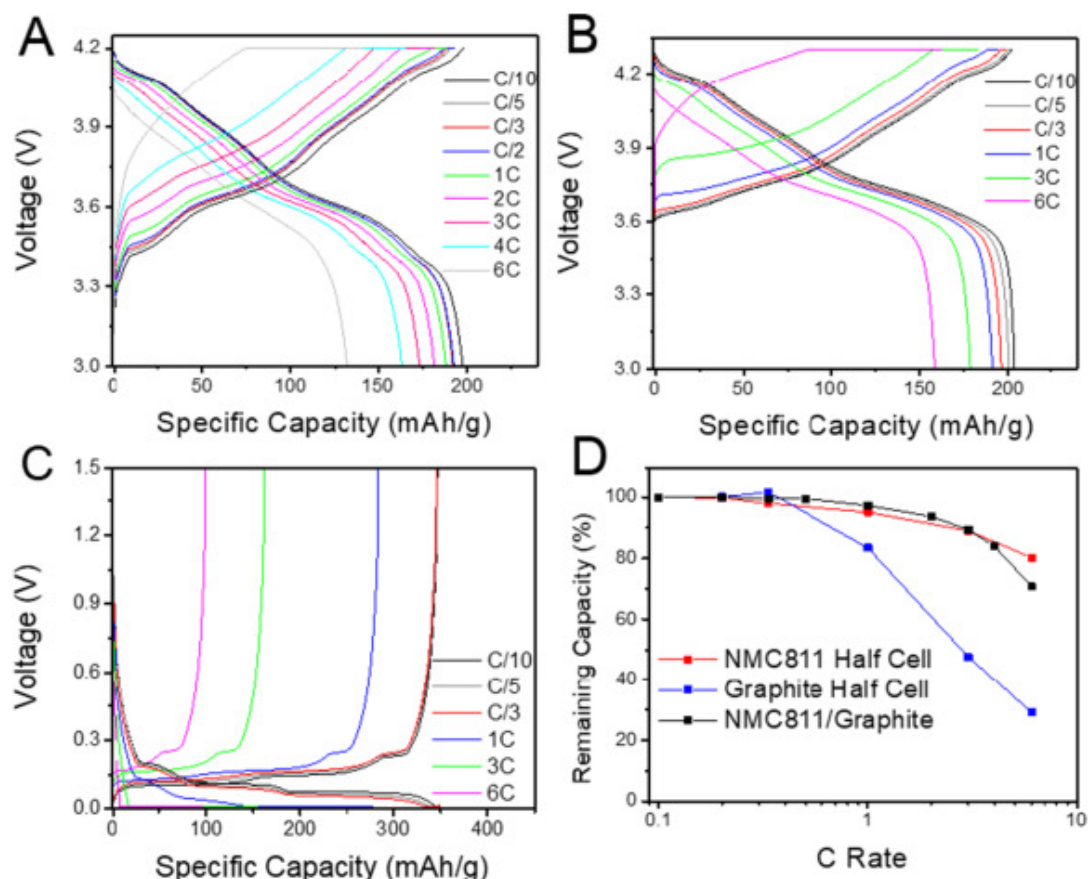 A
4.2
3.9
3.6
3.3
3.0
Voltage (V)
0 50 100 150 200
Specific Capacity (mAh/g)
C/10
C/5
C/3
C/2
1C
2C
3C
4C
6C
B
4.2
3.9
3.6
3.3
3.0
Voltage (V)
0 50 100 150 200
Specific Capacity (mAh/g)
C/10
C/5
C/3
1C
3C
6C
C
1.5
1.2
0.9
0.6
0.3
0.0
Voltage (V)
0 100 200 300 400
Specific Capacity (mAh/g)
C/10
C/5
C/3
1C
3C
6C
D
100
80
60
40
20
0
Remaining Capacity (%)
0.1 1 10
C Rate
NMC811 Half Cell
Graphite Half Cell
NMC811/Graphite